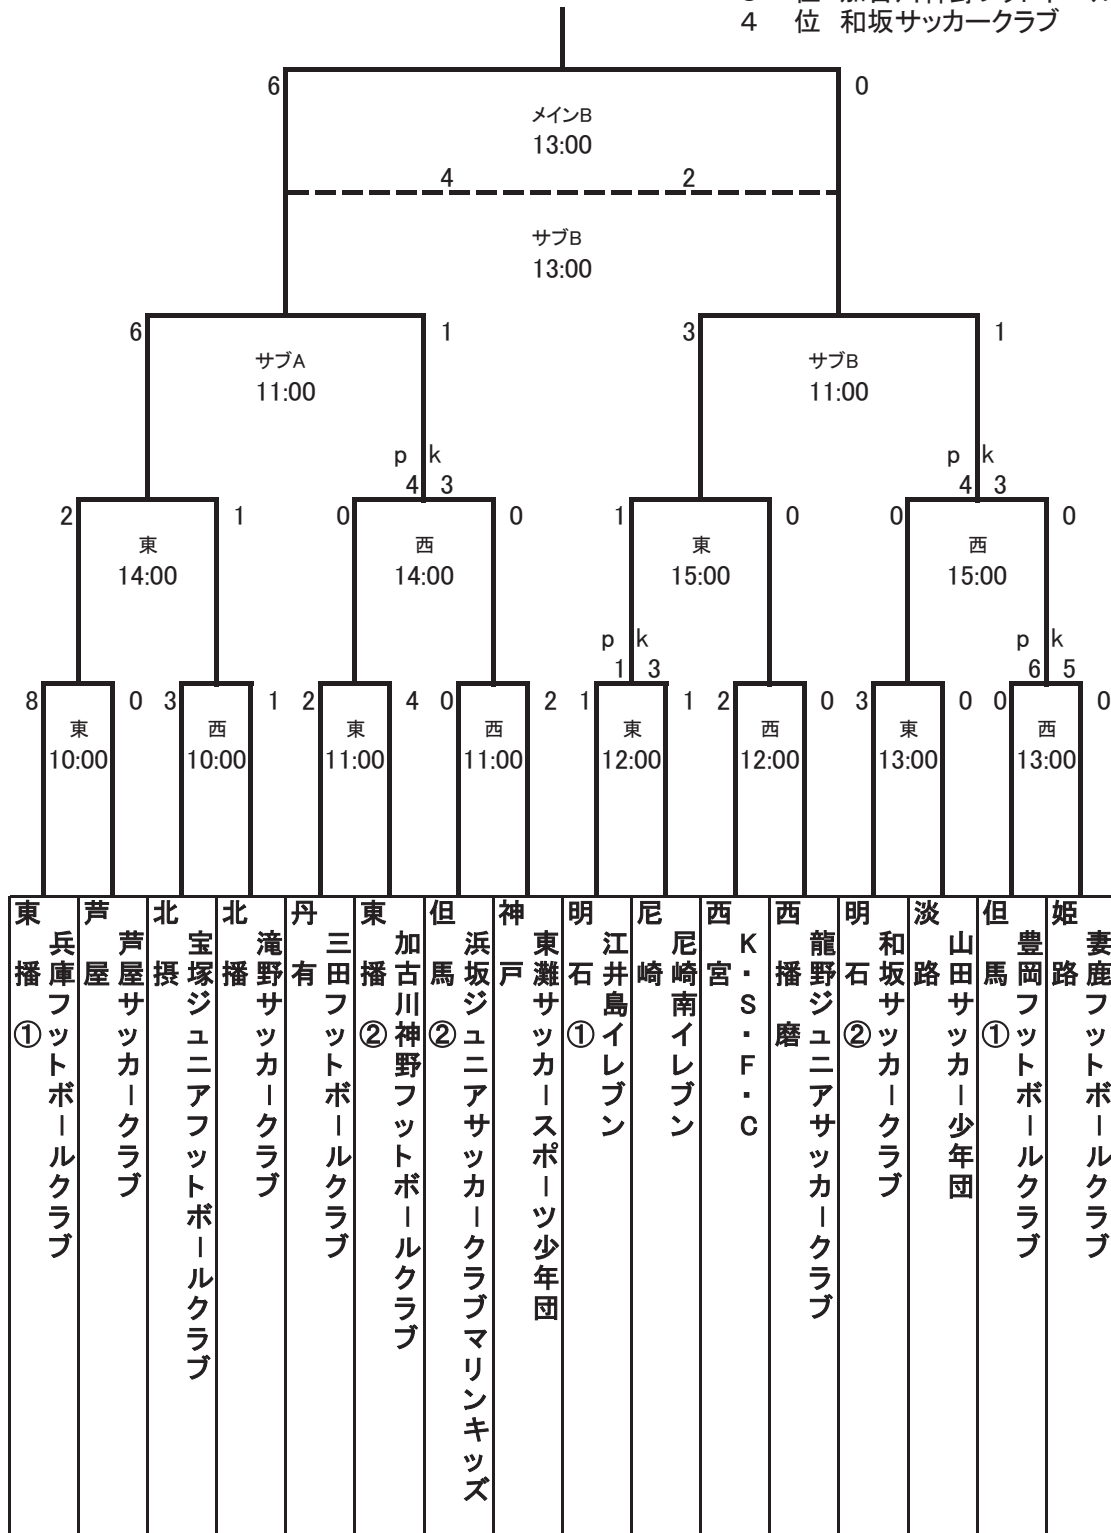 4 位 和坂サッカークラブ
6 0
メインB
13:00
4 2
サブB
13:00
6 1 3 1
サブA サブB
11:00 11:00
p k p k
4 3 4 3
2 1 0 0 1 0 0 0
東 西 東 西
14:00 14:00 15:00 15:00
p k p k
1 3 6 5
8 0 3 1 2 4 0 2 1 1 2 0 3 0 0 0
東 西 東 西 東 西 東 西
10:00 10:00 11:00 11:00 12:00 12:00 13:00 13:00
東播①
兵庫フットボールクラブ
芦屋
芦屋サッカークラブ
北摂
宝塚ジュニアフットボールクラブ
北播
滝野サッカークラブ
丹有
三田フットボールクラブ
東播②
加古川神野フットボールクラブ
但馬②
浜坂ジュニアサッカークラブマリンキッズ
神戸
東灘サッカースポーツ少年団
明石①
江井島イレブン
尼崎
尼崎南イレブン
西宮
K・S・F・C
西播磨
龍野ジュニアサッカークラブ
明石②
和坂サッカークラブ
淡路
山田サッカー少年団
但馬①
豊岡フットボールクラブ
姫路
妻鹿フットボールクラブ